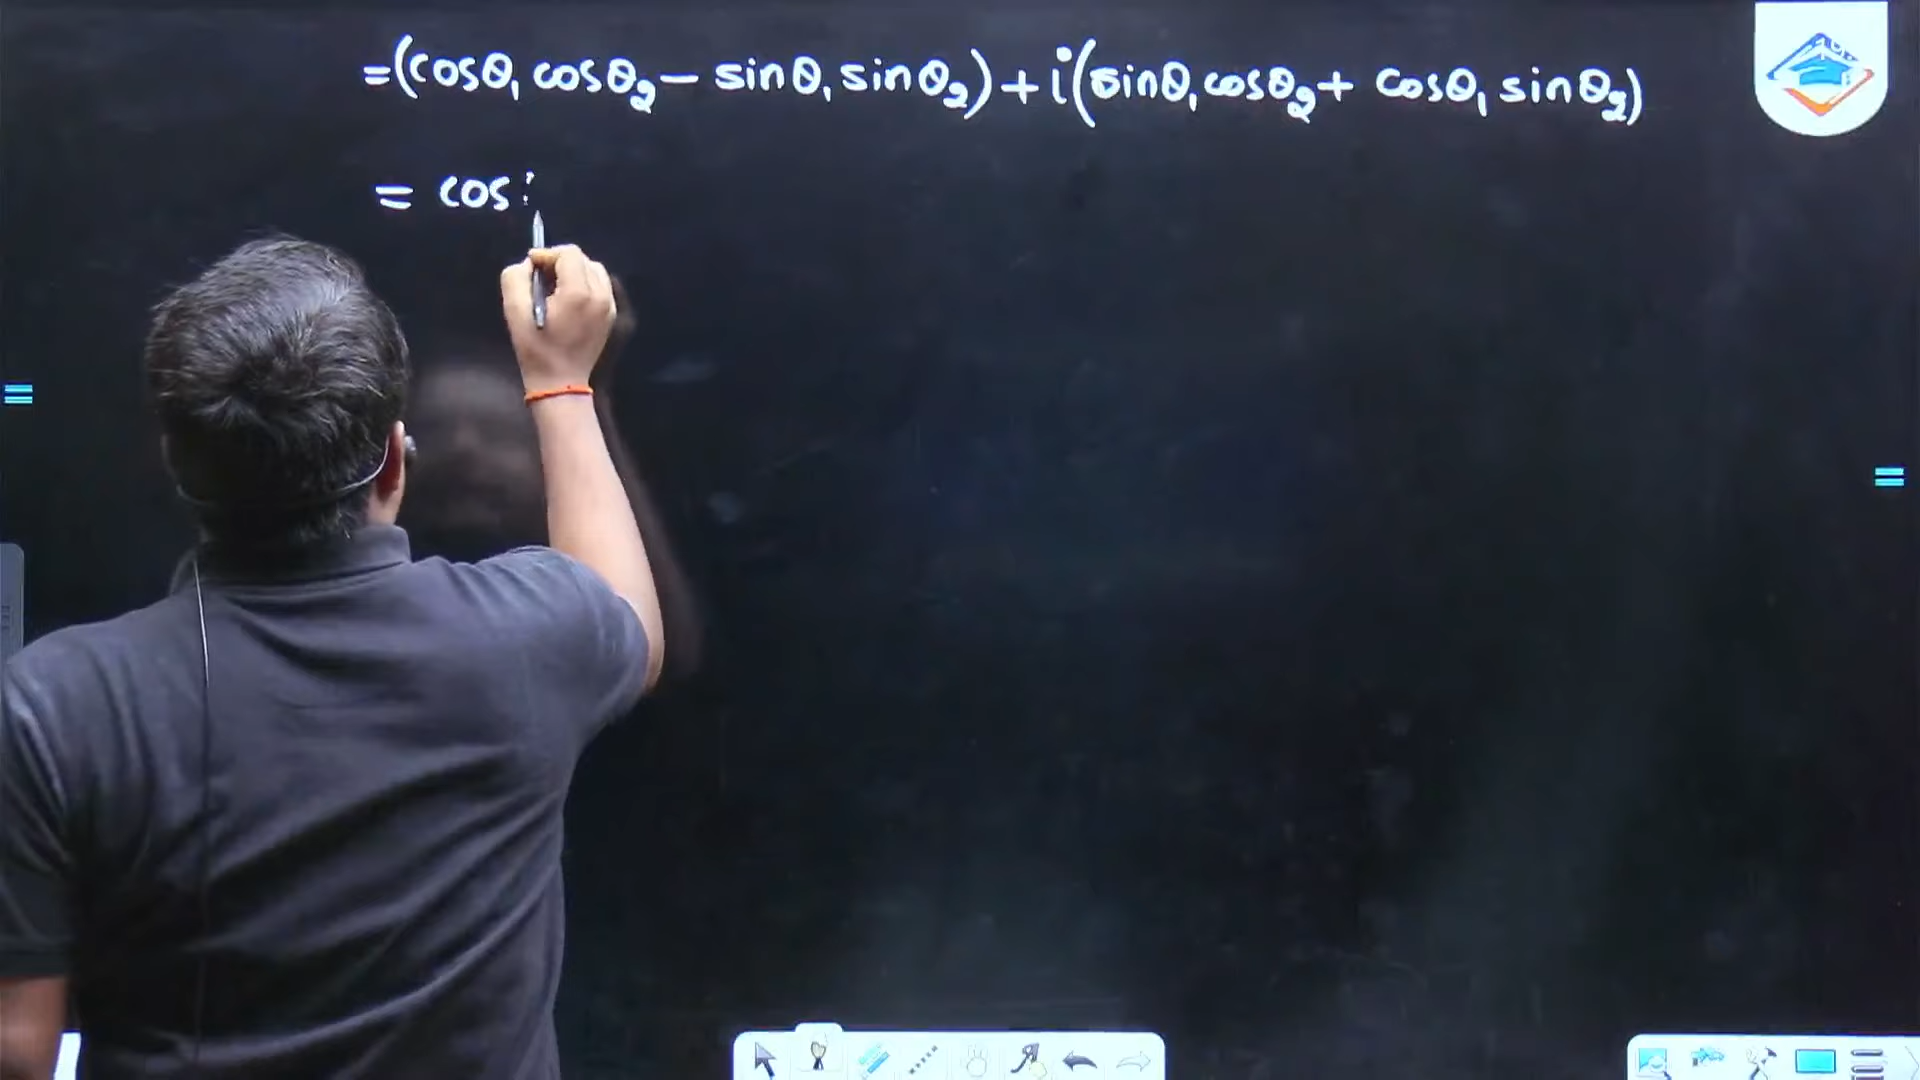 =(cosθ₁ cosθ₂ – sinθ₁ sinθ₂) + i(sinθ₁ cosθ₂ + cosθ₁ sinθ₂)
= cos